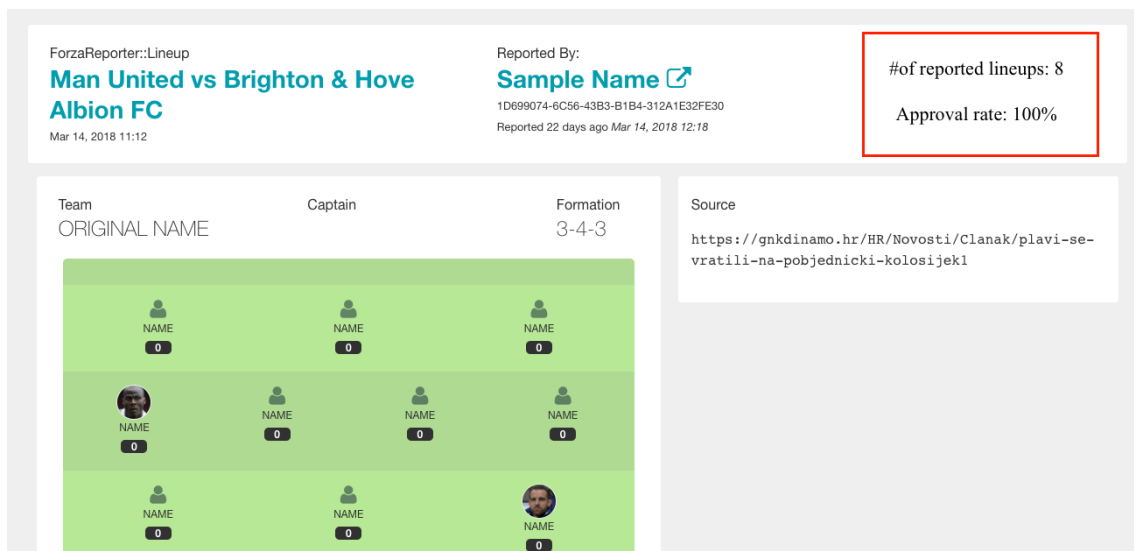 ForzaReporter::Lineup
Man United vs Brighton & Hove
Albion FC
Mar 14, 2018 11:12
Reported By:
Sample Name
1D699074-6C56-43B3-B1B4-312A1E32FE30
Reported 22 days ago Mar 14, 2018 12:18
#of reported lineups: 8
Approval rate: 100%
Team
ORIGINAL NAME
Captain
Formation
3-4-3
NAME
0
NAME
0
NAME
0
NAME
0
NAME
0
NAME
0
NAME
0
NAME
0
NAME
0
NAME
0
Source
https://gnkdinamo.hr/HR/Novosti/Clanak/plavi-se-
vratili-na-pobjednicki-kolosijek1